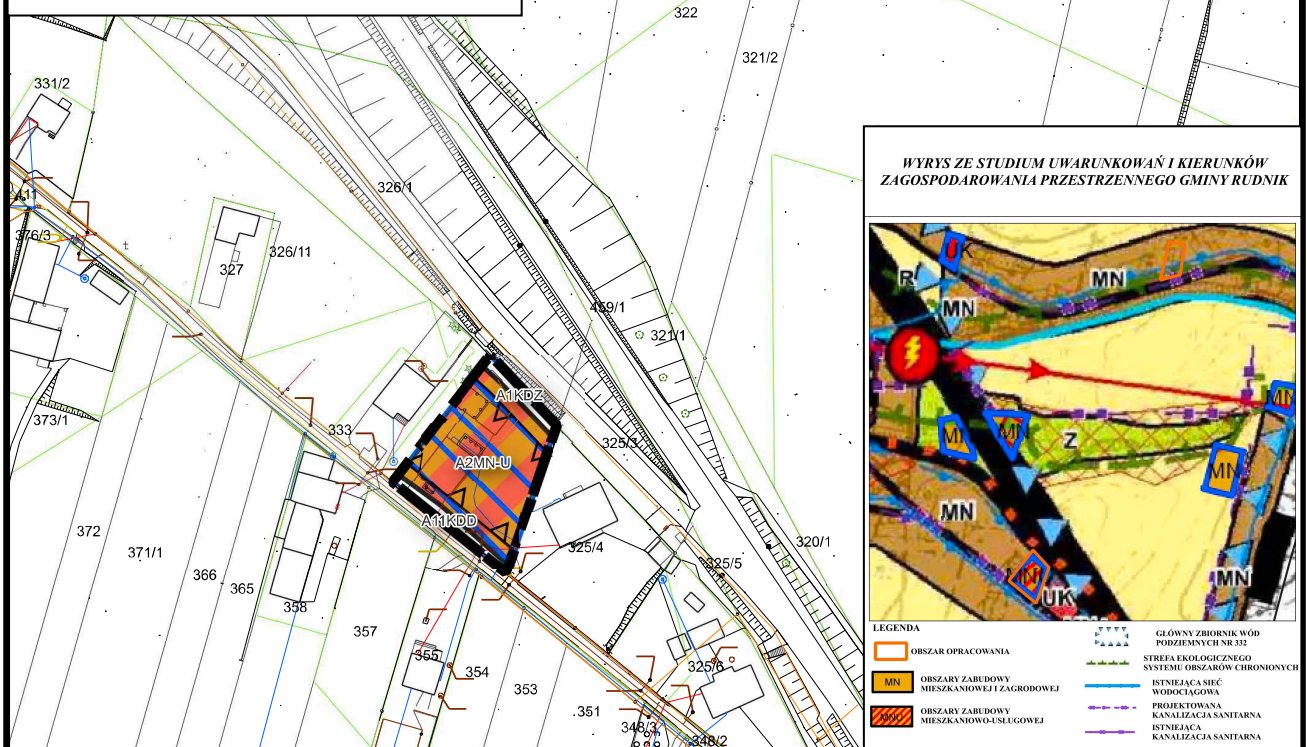 322
321/2
331/2
326/1
411
376/3
t
327
326/11
459/1
321/1
A1KDZ
373/1
333
325/3
A2MN-U
A11KDD
372
371/1
366
365
358
357
355
354
353
351
325/4
325/5
320/1
325/6
348/3
348/2
WYRYS ZE STUDIUM UWARUNKOWAŃ I KIERUNKÓW
ZAGOSPODAROWANIA PRZESTRZENNEGO GMINY RUDNIK
UK
R
MN
MN
MN
MN
MN
Z
MN
MN
MN
UK
MN
LEGENDA
OBSZAR OPRACOWANIA
MN
OBSZARY ZABUDOWY
MIESZKANIOWEJ I ZAGRODOWEJ
MNU
OBSZARY ZABUDOWY
MIESZKANIOWO-USŁUGOWEJ
GŁÓWNY ZBIORNIK WÓD
PODZIEMNYCH NR 332
STREFA EKOLOGICZNEGO
SYSTEMU OBSZARÓW CHRONIONYCH
ISTNIEJĄCA SIEĆ
WODOCIĄGOWA
PROJEKTOWANA
KANALIZACJA SANITARNA
ISTNIEJĄCA
KANALIZACJA SANITARNA